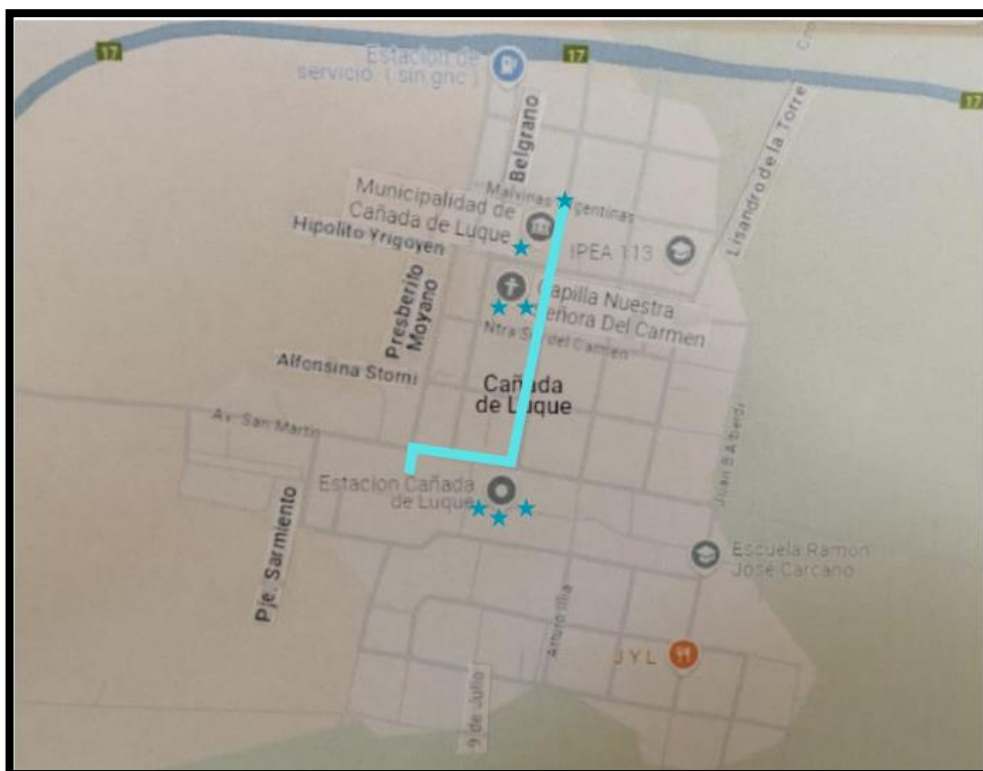 17
17
17
Estacion de
servicio. ( sin gnc )
Belgrano
Lisandro de la Torre
Malvinas Argentinas
Municipalidad de
Cañada de Luque
Hipolito Yrigoyen
IPEA 113
Capilla Nuestra
Señora Del Carmen
Presberito
Moyano
Ntra Sra del Carmen
Alfonsina Storni
Cañada
de Luque
Av. San Martin
Juan B Alberdi
Estacion Cañada
de Luque
Pje. Sarmiento
Escuela Ramon
José Carcano
Arturo Illia
J Y L
9 de Julio